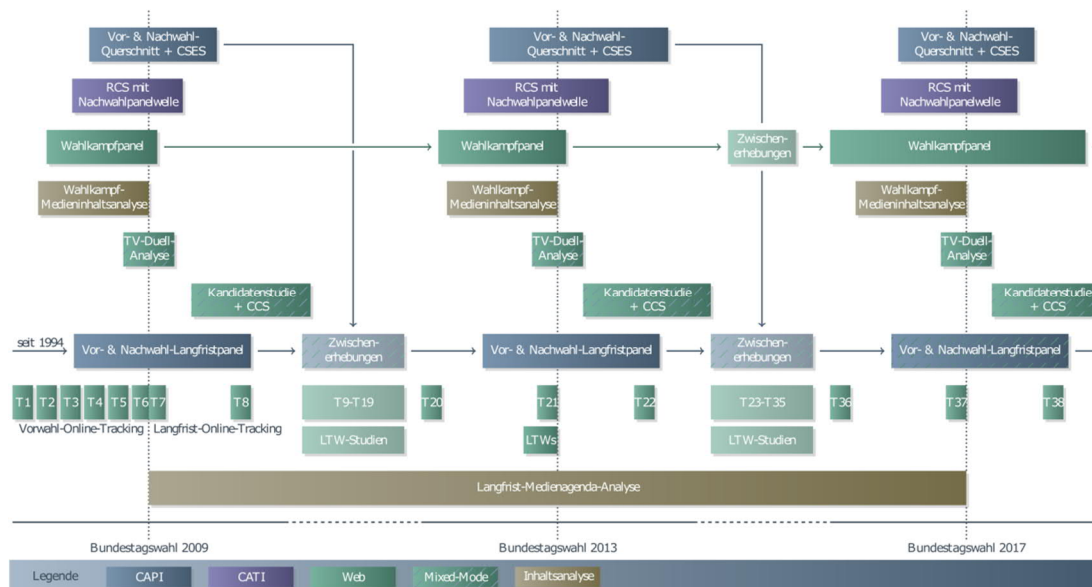 Vor- & Nachwahl-
Querschnitt + CSES
Vor- & Nachwahl-
Querschnitt + CSES
Vor- & Nachwahl-
Querschnitt + CSES
RCS mit
Nachwahlpanelwelle
RCS mit
Nachwahlpanelwelle
RCS mit
Nachwahlpanelwelle
Wahlkampfpanel
Wahlkampfpanel
Zwischen-
erhebungen
Wahlkampfpanel
Wahlkampf-
Medieninhaltsanalyse
Wahlkampf-
Medieninhaltsanalyse
Wahlkampf-
Medieninhaltsanalyse
TV-Duell-
Analyse
TV-Duell-
Analyse
TV-Duell-
Analyse
Kandidatenstudie
+ CCS
Kandidatenstudie
+ CCS
Kandidatenstudie
+ CCS
seit 1994
Vor- & Nachwahl-Langfristpanel
Zwischen-
erhebungen
Vor- & Nachwahl-Langfristpanel
Zwischen-
erhebungen
Vor- & Nachwahl-Langfristpanel
T1 T2 T3 T4 T5 T6 T7 T8 T9-T19 T20 T21 T22 T23-T35 T36 T37 T38
Vorwahl-Online-Tracking Langfrist-Online-Tracking
LTW-Studien LTWs LTW-Studien
Langfrist-Medienagenda-Analyse
Bundestagswahl 2009 Bundestagswahl 2013 Bundestagswahl 2017
Legende CAPI CATI Web Mixed-Mode Inhaltsanalyse